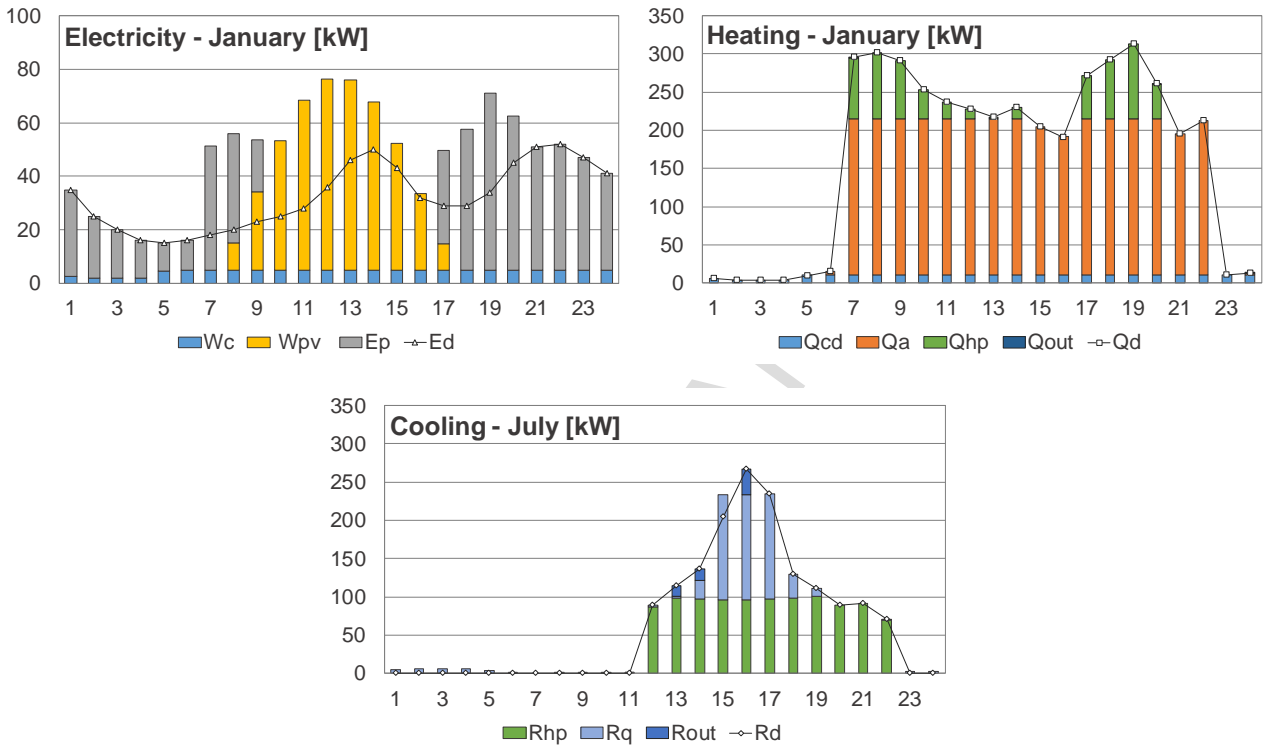 Electricity - January [kW]
100
80
60
40
20
0
1 3 5 7 9 11 13 15 17 19 21 23
Wc Wpv Ep Ed
Heating - January [kW]
350
300
250
200
150
100
50
0
1 3 5 7 9 11 13 15 17 19 21 23
Qcd Qa Qhp Qout Qd
Cooling - July [kW]
350
300
250
200
150
100
50
0
1 3 5 7 9 11 13 15 17 19 21 23
Rhp Rq Rout Rd